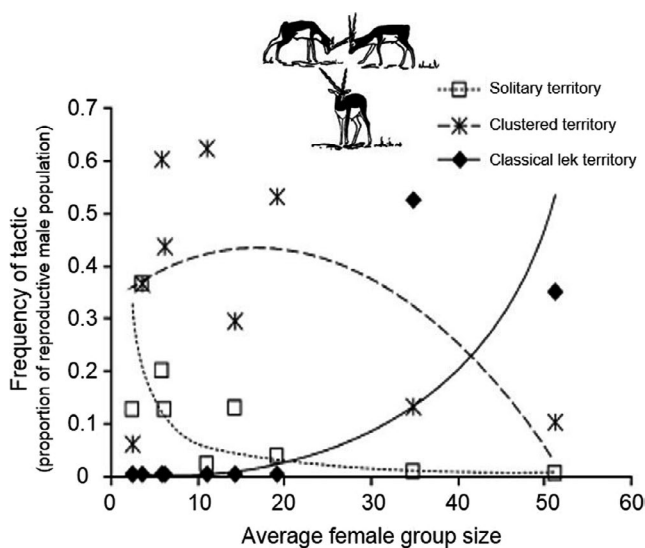 Solitary territory
Clustered territory
Classical lek territory
Frequency of tactic
(proportion of reproductive male population)
0.7
0.6
0.5
0.4
0.3
0.2
0.1
0
0 10 20 30 40 50 60
Average female group size